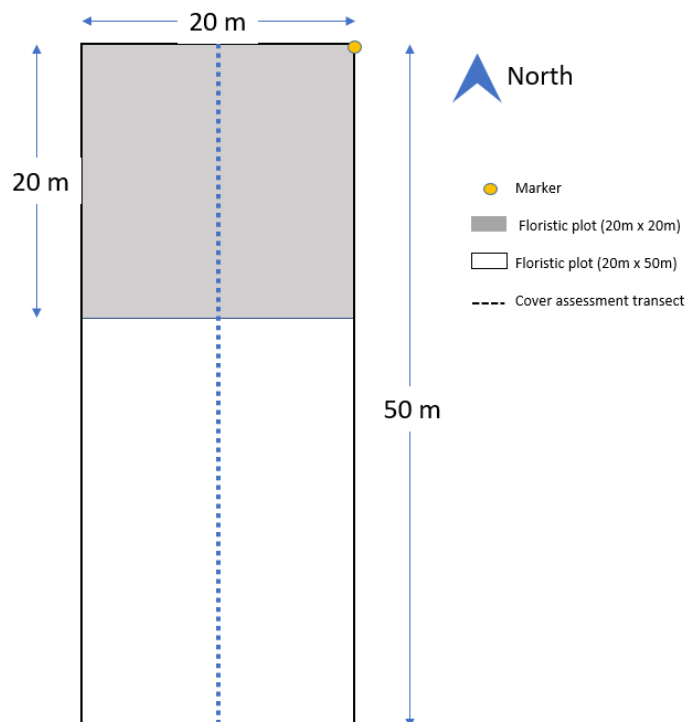 20 m
North
20 m
Marker
Floristic plot (20m x 20m)
Floristic plot (20m x 50m)
Cover assessment transect
50 m